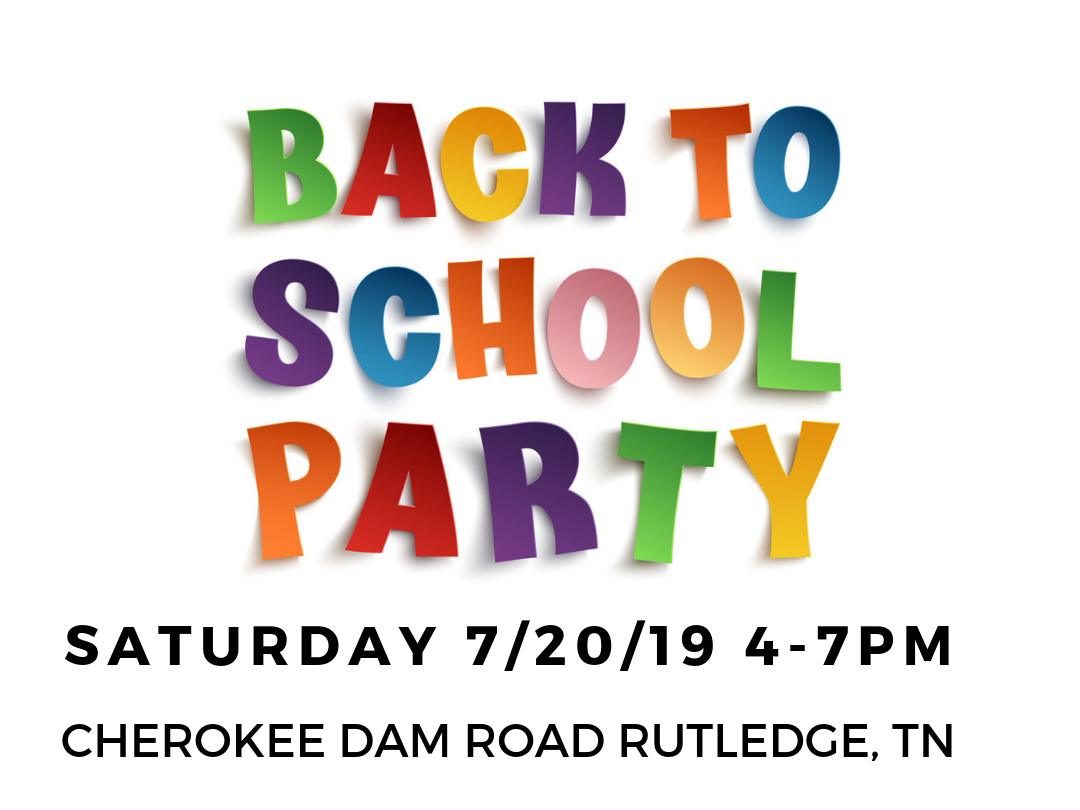 BACK TO
SCHOOL
PARTY
SATURDAY 7/20/19 4-7PM
CHEROKEE DAM ROAD RUTLEDGE, TN